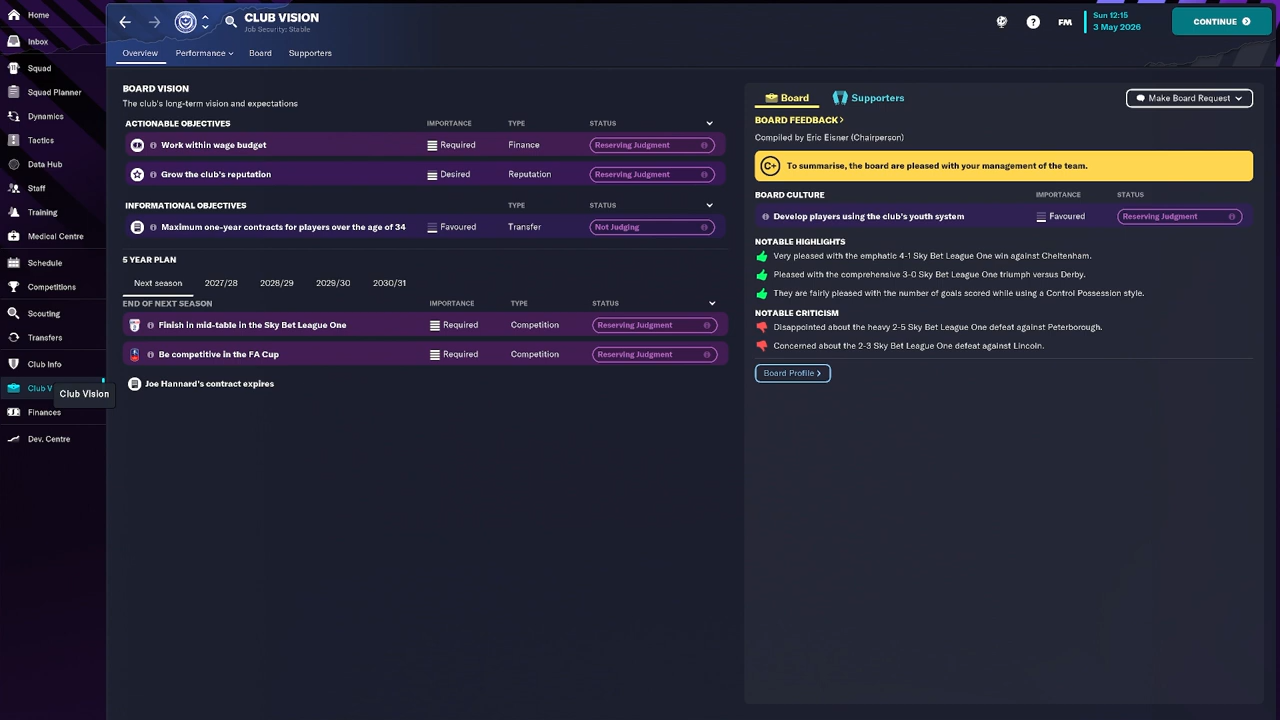 Home
Inbox
Squad
Squad Planner
Dynamics
Tactics
Data Hub
Staff
Training
Medical Centre
Schedule
Competitions
Scouting
Transfers
Club Info
Club V
Club Vision
Finances
Dev. Centre
CLUB VISION
Job Security: Stable
FM
Sun 12:15
3 May 2026
CONTINUE
Overview Performance Board Supporters
BOARD VISION
The club's long-term vision and expectations
ACTIONABLE OBJECTIVES IMPORTANCE TYPE STATUS
Work within wage budget Required Finance Reserving Judgment
Grow the club's reputation Desired Reputation Reserving Judgment
INFORMATIONAL OBJECTIVES TYPE STATUS
Maximum one-year contracts for players over the age of 34 Favoured Transfer Not Judging
5 YEAR PLAN
Next season 2027/28 2028/29 2029/30 2030/31
END OF NEXT SEASON IMPORTANCE TYPE STATUS
Finish in mid-table in the Sky Bet League One Required Competition Reserving Judgment
Be competitive in the FA Cup Required Competition Reserving Judgment
Joe Hannard's contract expires
Board Supporters Make Board Request
BOARD FEEDBACK
Compiled by Eric Eisner (Chairperson)
C+ To summarise, the board are pleased with your management of the team.
BOARD CULTURE IMPORTANCE STATUS
Develop players using the club's youth system Favoured Reserving Judgment
NOTABLE HIGHLIGHTS
Very pleased with the emphatic 4-1 Sky Bet League One win against Cheltenham.
Pleased with the comprehensive 3-0 Sky Bet League One triumph versus Derby.
They are fairly pleased with the number of goals scored while using a Control Possession style.
NOTABLE CRITICISM
Disappointed about the heavy 2-5 Sky Bet League One defeat against Peterborough.
Concerned about the 2-3 Sky Bet League One defeat against Lincoln.
Board Profile